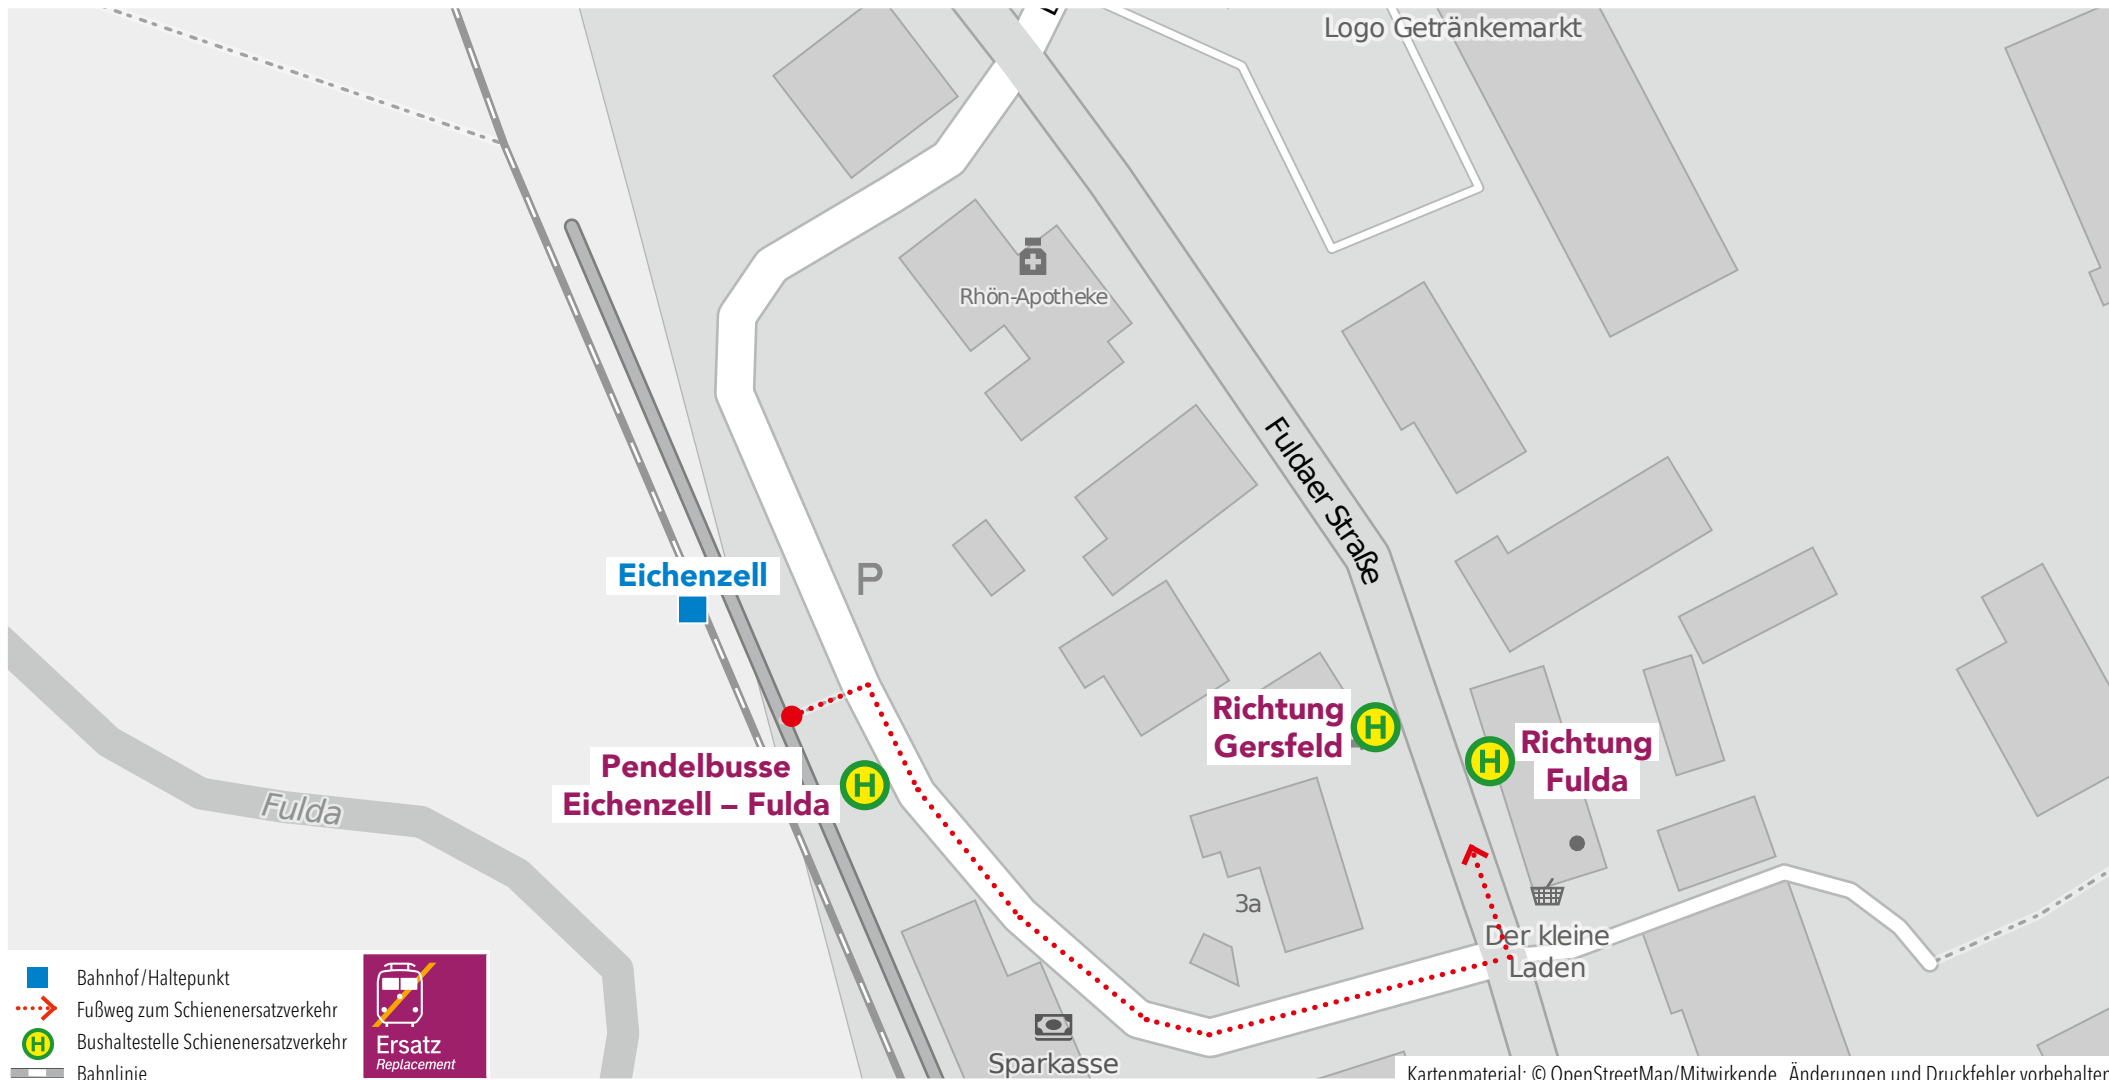 Logo Getränkemarkt
Rhön-Apotheke
Fuldaer Straße
P
Eichenzell
Richtung
Gersfeld
H
H
Richtung
Fulda
Pendelbusse
Eichenzell – Fulda
H
Fulda
3a
Der kleine
Laden
Sparkasse
Bahnhof/Haltepunkt
Fußweg zum Schienenersatzverkehr
H
Bushaltestelle Schienenersatzverkehr
Bahnlinie
Ersatz
Replacement
Kartenmaterial: © OpenStreetMap/Mitwirkende Änderungen und Druckfehler vorbehalten